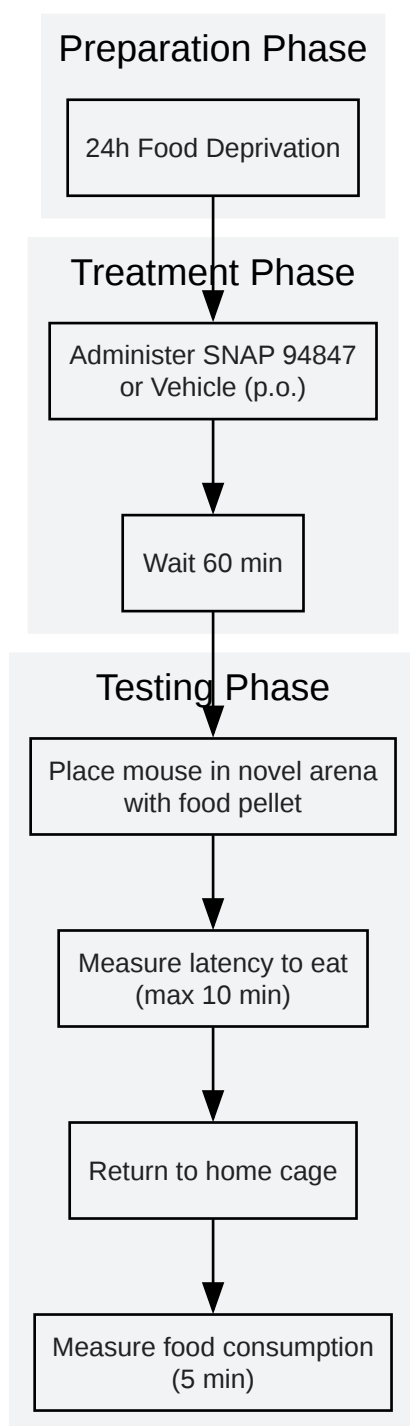 Preparation Phase
24h Food Deprivation
Treatment Phase
Administer SNAP 94847
or Vehicle (p.o.)
Wait 60 min
Testing Phase
Place mouse in novel arena
with food pellet
Measure latency to eat
(max 10 min)
Return to home cage
Measure food consumption
(5 min)